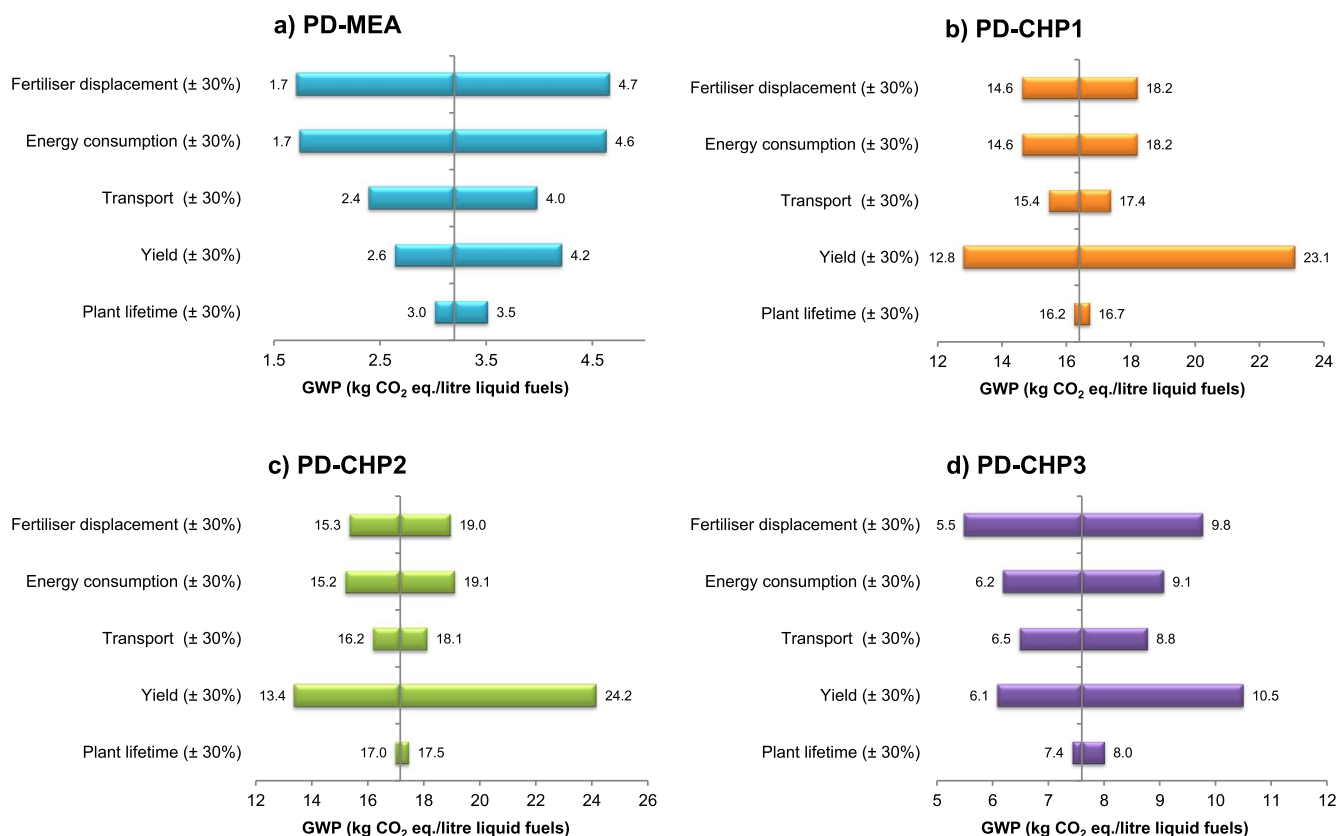 a) PD-MEA
Fertiliser displacement (± 30%) 1.7 4.7
Energy consumption (± 30%) 1.7 4.6
Transport (± 30%) 2.4 4.0
Yield (± 30%) 2.6 4.2
Plant lifetime (± 30%) 3.0 3.5
1.5 2.5 3.5 4.5
GWP (kg CO₂ eq./litre liquid fuels)
b) PD-CHP1
Fertiliser displacement (± 30%) 14.6 18.2
Energy consumption (± 30%) 14.6 18.2
Transport (± 30%) 15.4 17.4
Yield (± 30%) 12.8 23.1
Plant lifetime (± 30%) 16.2 16.7
12 14 16 18 20 22 24
GWP (kg CO₂ eq./litre liquid fuels)
c) PD-CHP2
Fertiliser displacement (± 30%) 15.3 19.0
Energy consumption (± 30%) 15.2 19.1
Transport (± 30%) 16.2 18.1
Yield (± 30%) 13.4 24.2
Plant lifetime (± 30%) 17.0 17.5
12 14 16 18 20 22 24 26
GWP (kg CO₂ eq./litre liquid fuels)
d) PD-CHP3
Fertiliser displacement (± 30%) 5.5 9.8
Energy consumption (± 30%) 6.2 9.1
Transport (± 30%) 6.5 8.8
Yield (± 30%) 6.1 10.5
Plant lifetime (± 30%) 7.4 8.0
5 6 7 8 9 10 11 12
GWP (kg CO₂ eq./litre liquid fuels)